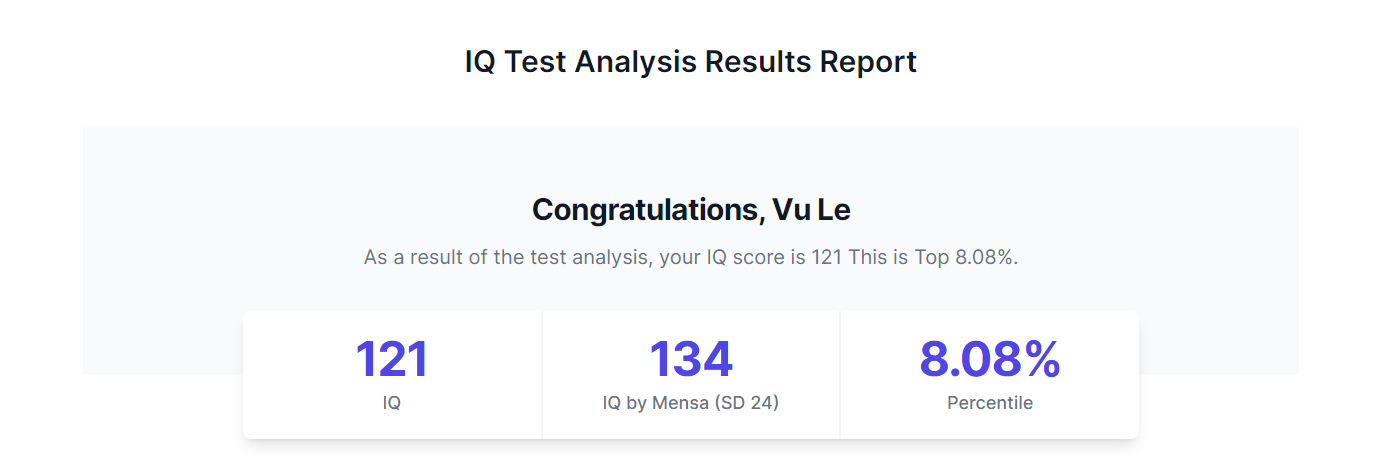 IQ Test Analysis Results Report
Congratulations, Vu Le
As a result of the test analysis, your IQ score is 121 This is Top 8.08%.
121
IQ
134
IQ by Mensa (SD 24)
8.08%
Percentile